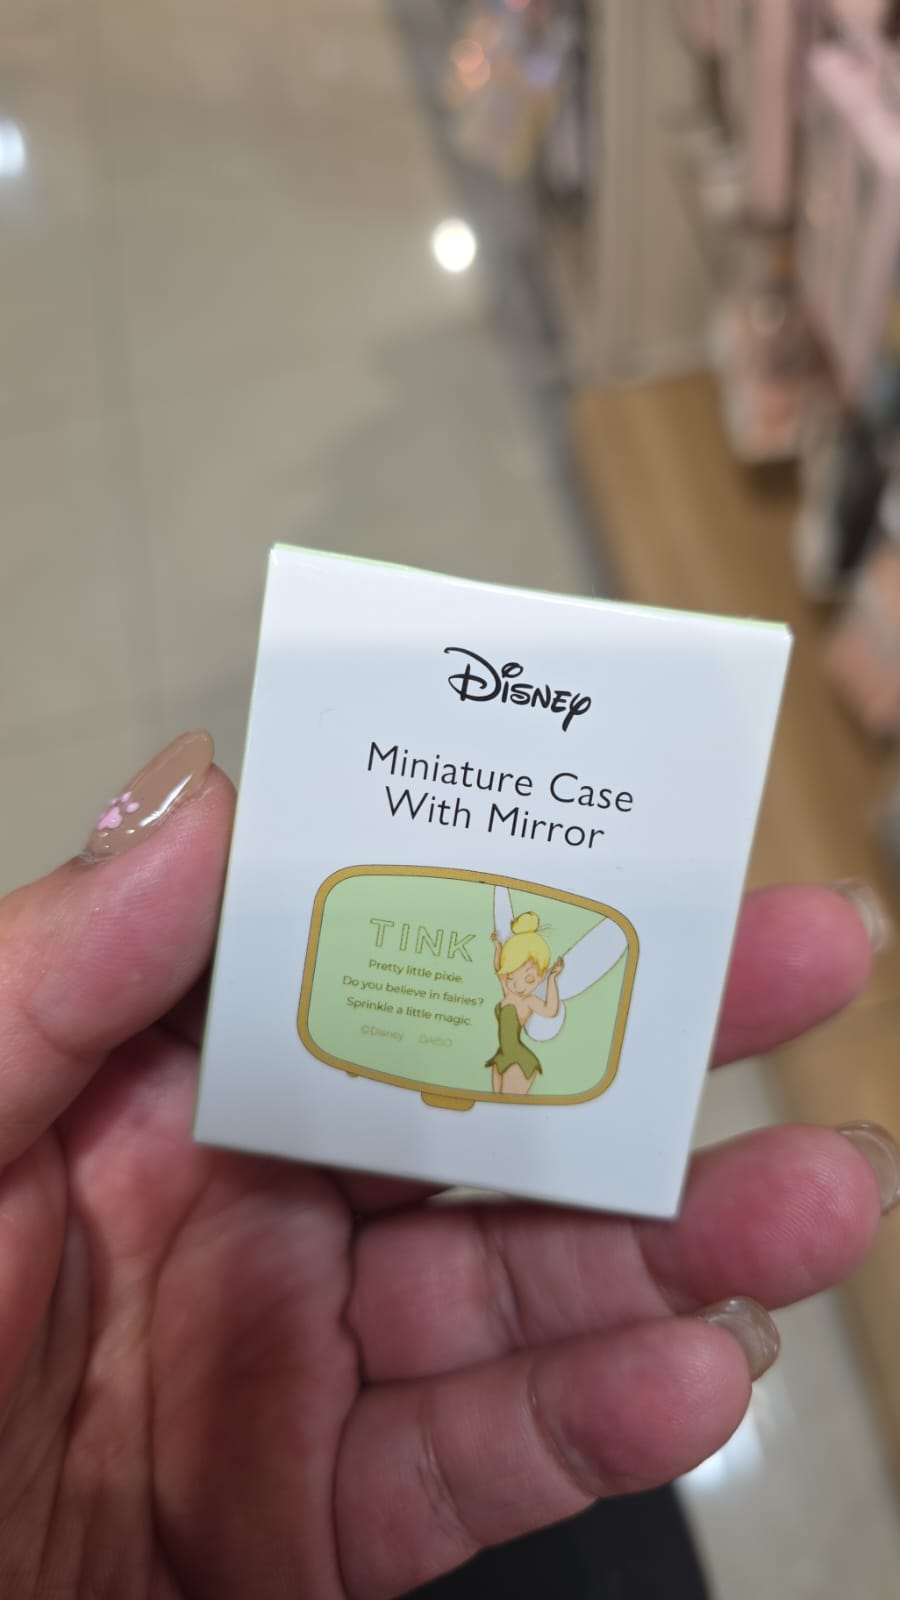 Disney
Miniature Case
With Mirror
TINK
Pretty little pixie.
Do you believe in fairies?
Sprinkle a little magic.
©Disney DAISO